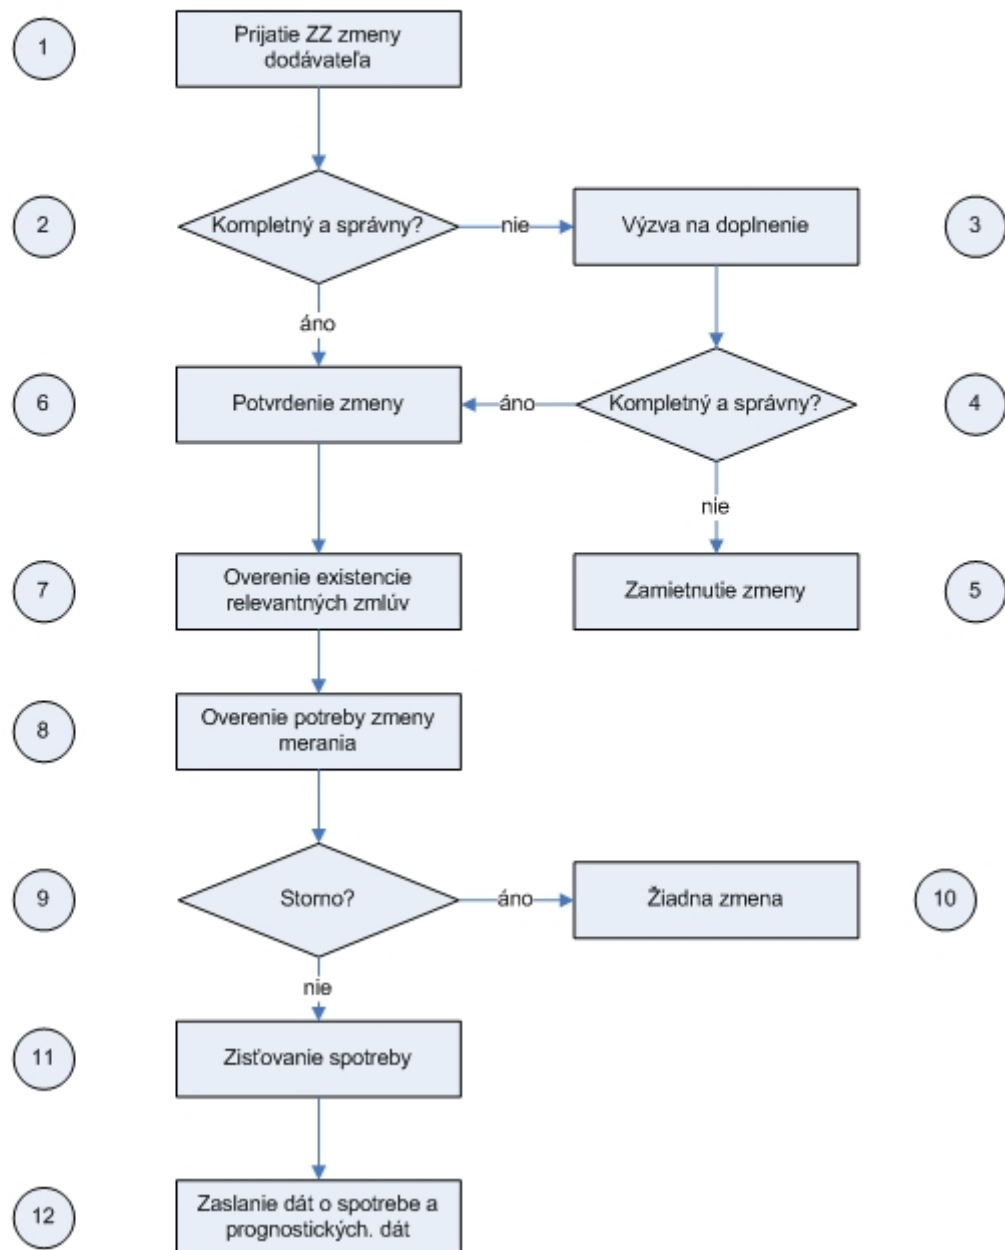 1
Prijatie ZZ zmeny
dodávateľa
2
Kompletný a správny?
nie
Výzva na doplnenie
3
áno
6
Potvrdenie zmeny
áno
Kompletný a správny?
4
nie
7
Overenie existencie
relevantných zmlúv
Zamietnutie zmeny
5
8
Overenie potreby zmeny
merania
9
Storno?
áno
Žiadna zmena
10
nie
11
Zisťovanie spotreby
12
Zaslanie dát o spotrebe a
prognostických. dát